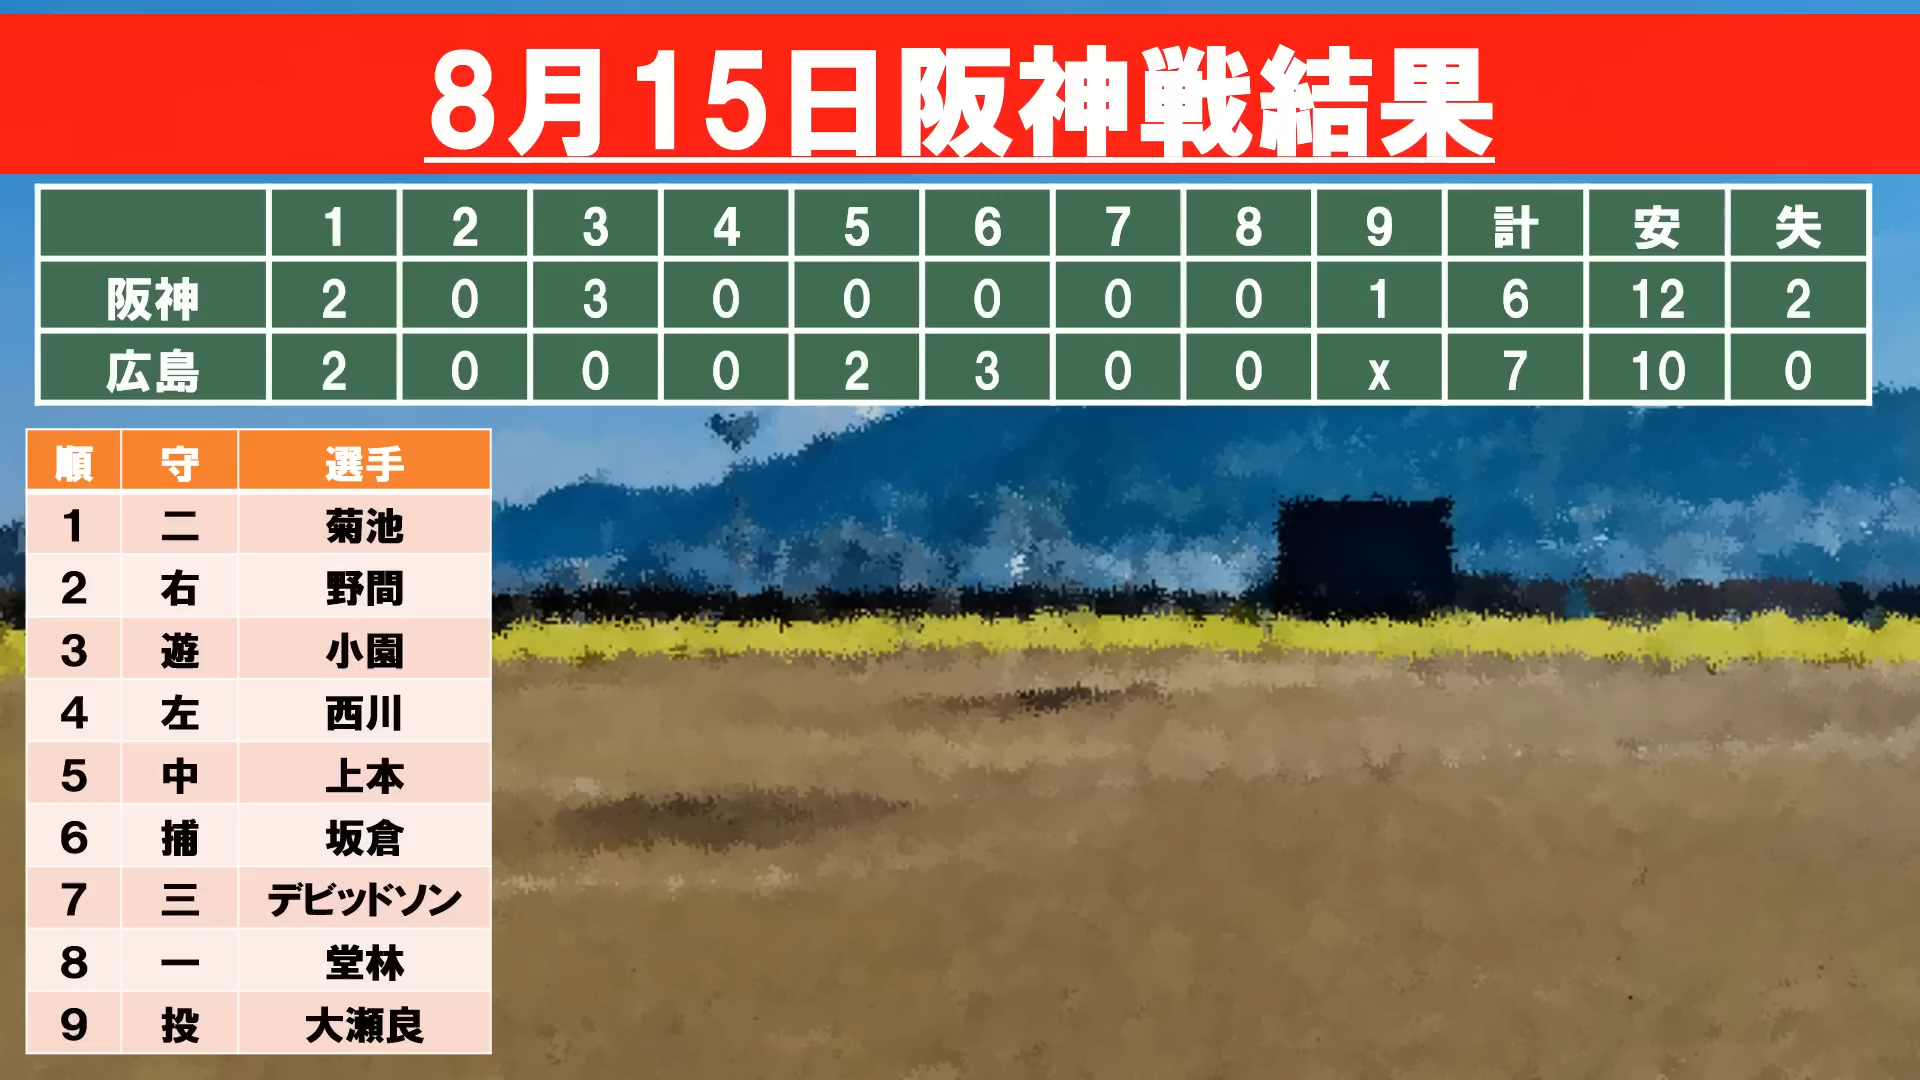 8月15日阪神戦結果
1 2 3 4 5 6 7 8 9 計 安 失
阪神 2 0 3 0 0 0 0 0 1 6 12 2
広島 2 0 0 0 2 3 0 0 x 7 10 0
順 守 選手
1 二 菊池
2 右 野間
3 遊 小園
4 左 西川
5 中 上本
6 捕 坂倉
7 三 デビッドソン
8 一 堂林
9 投 大瀬良